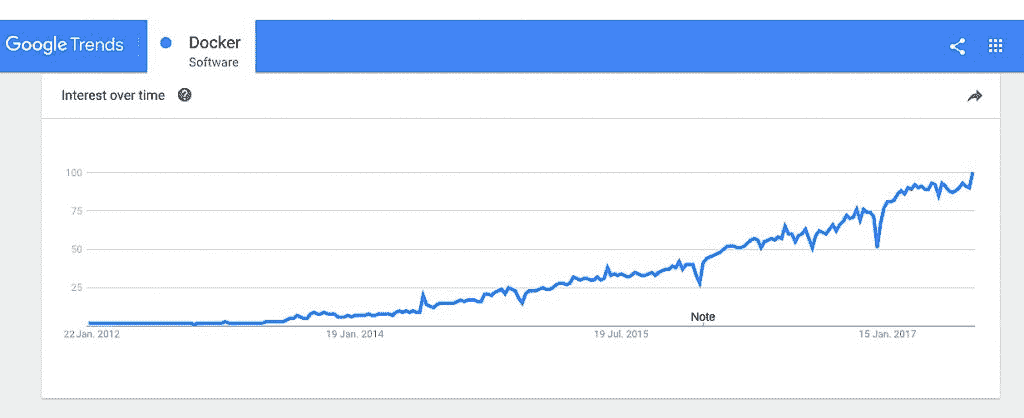 Google Trends
Docker
Software
Interest over time ?
100
75
50
25
Note
22 Jan. 2012 19 Jan. 2014 19 Jul. 2015 15 Jan. 2017